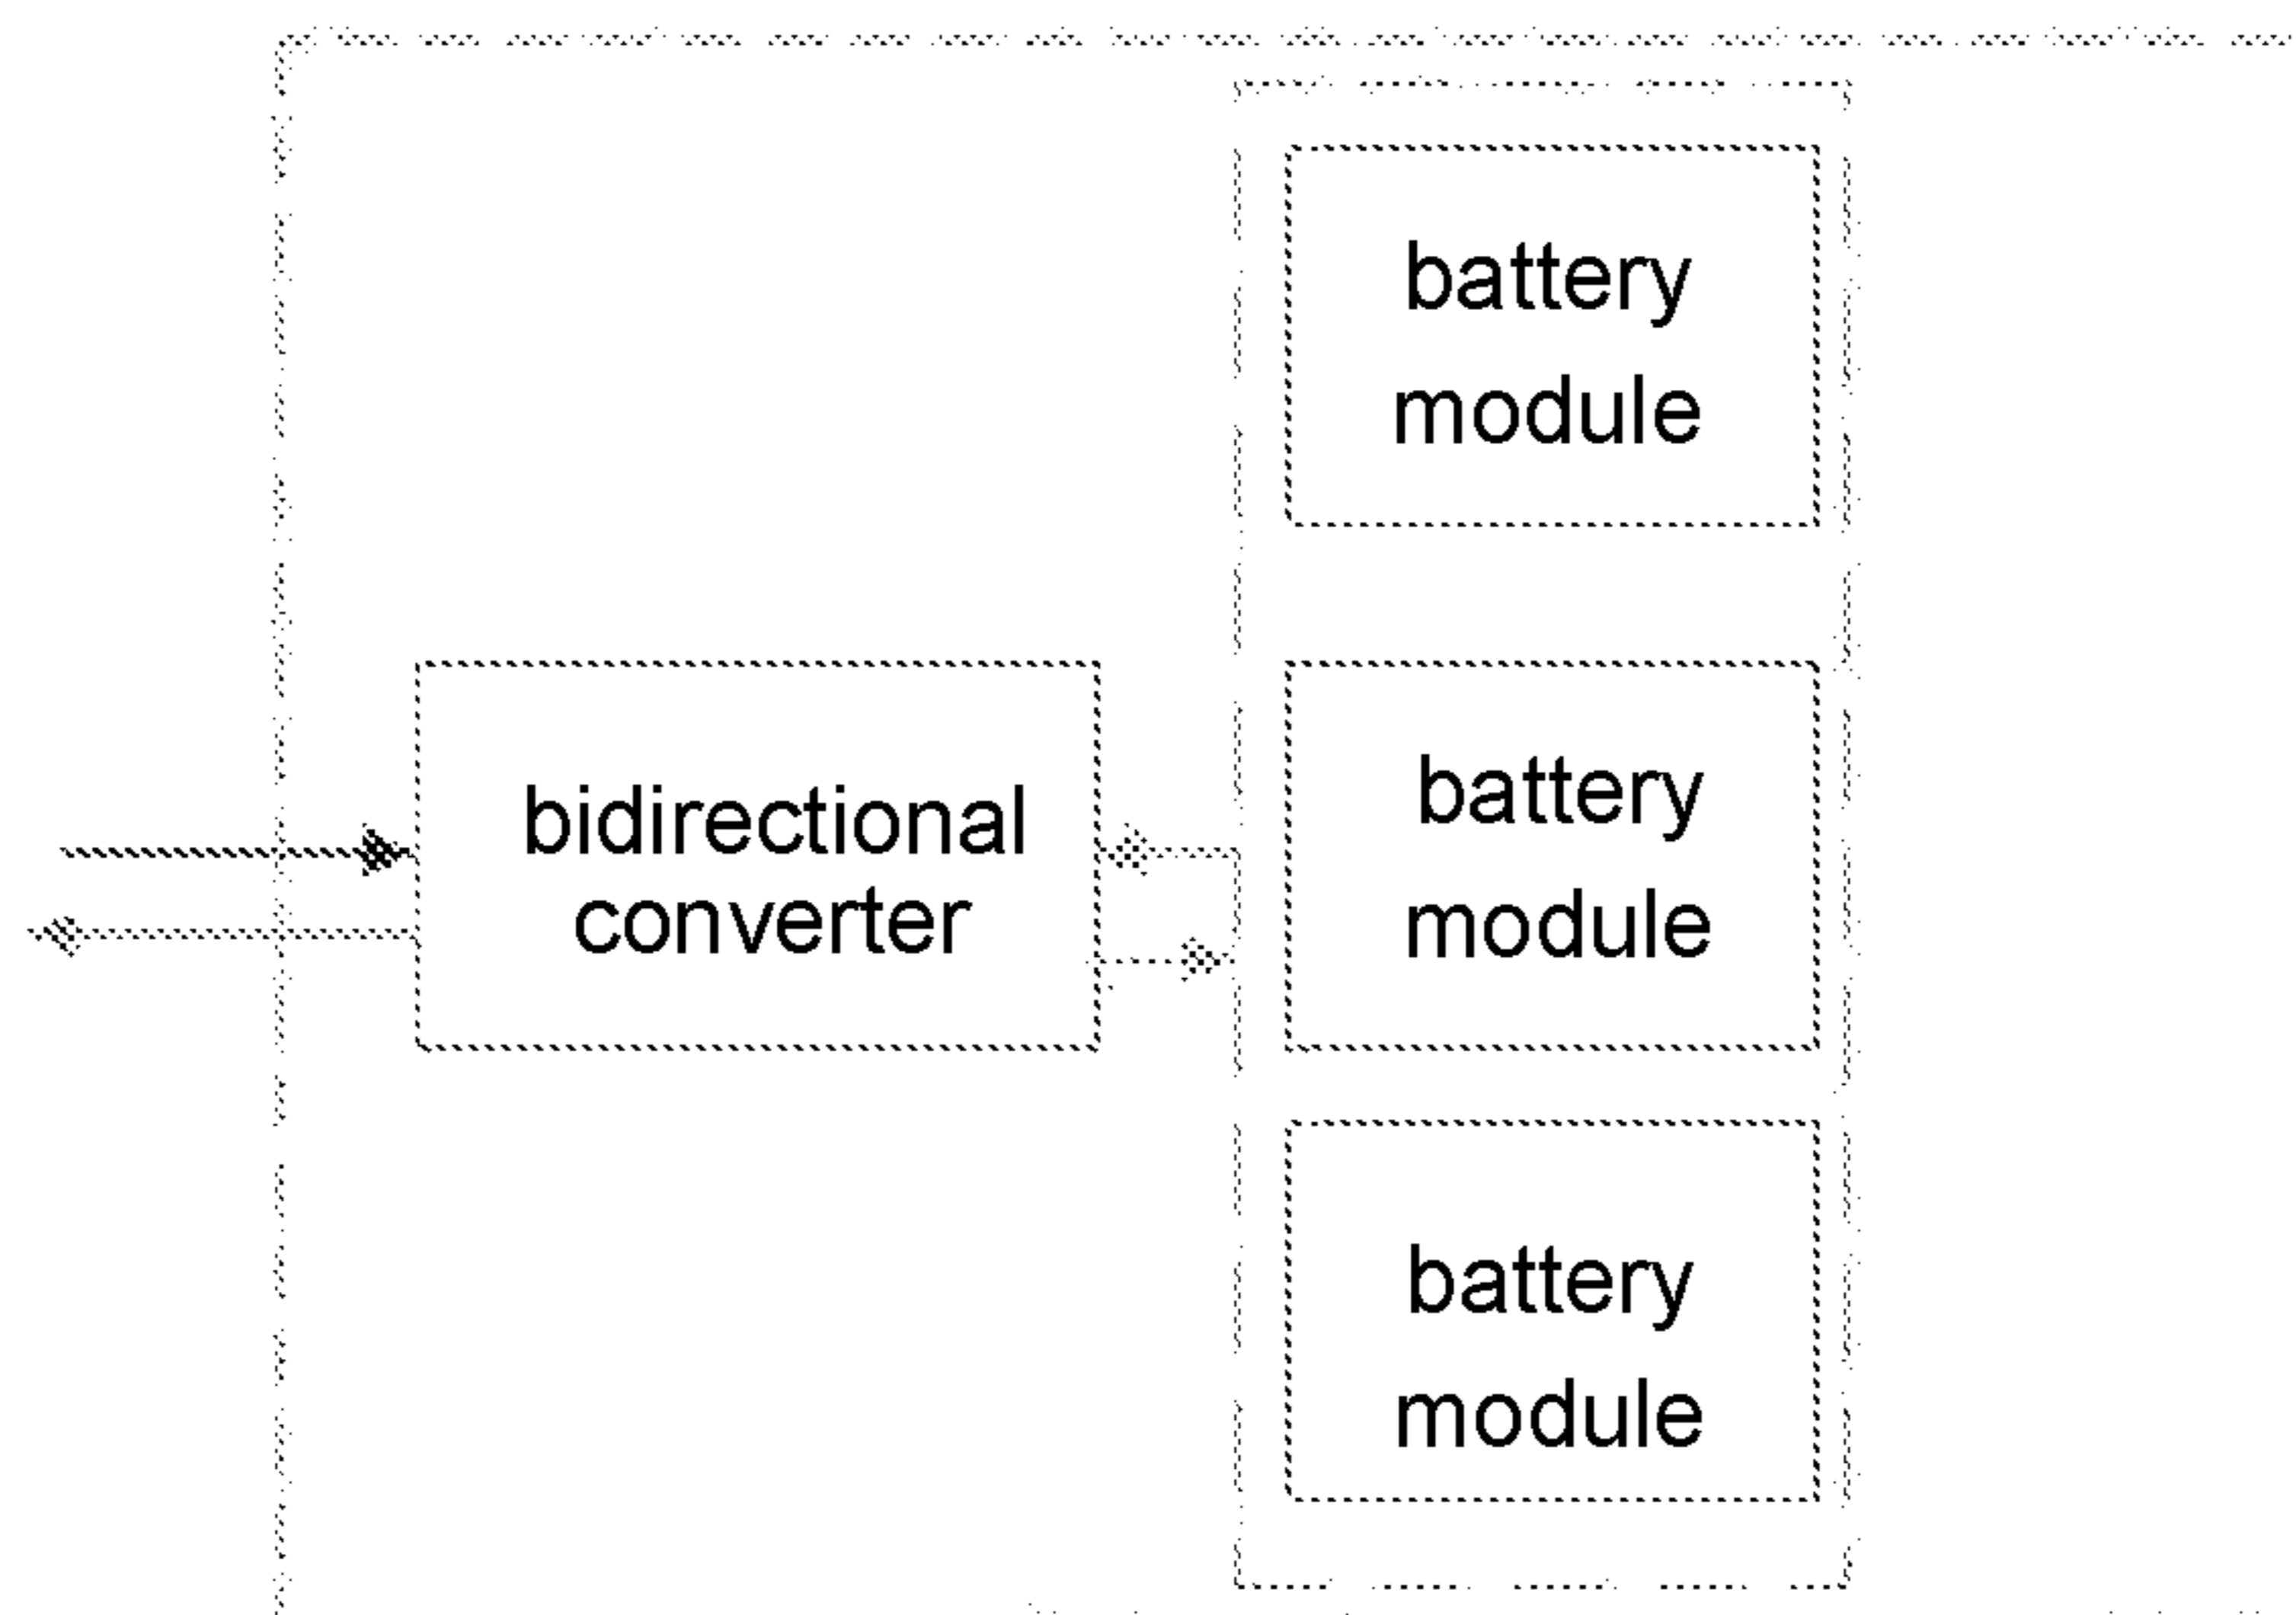 battery
module
bidirectional
converter
battery
module
battery
module